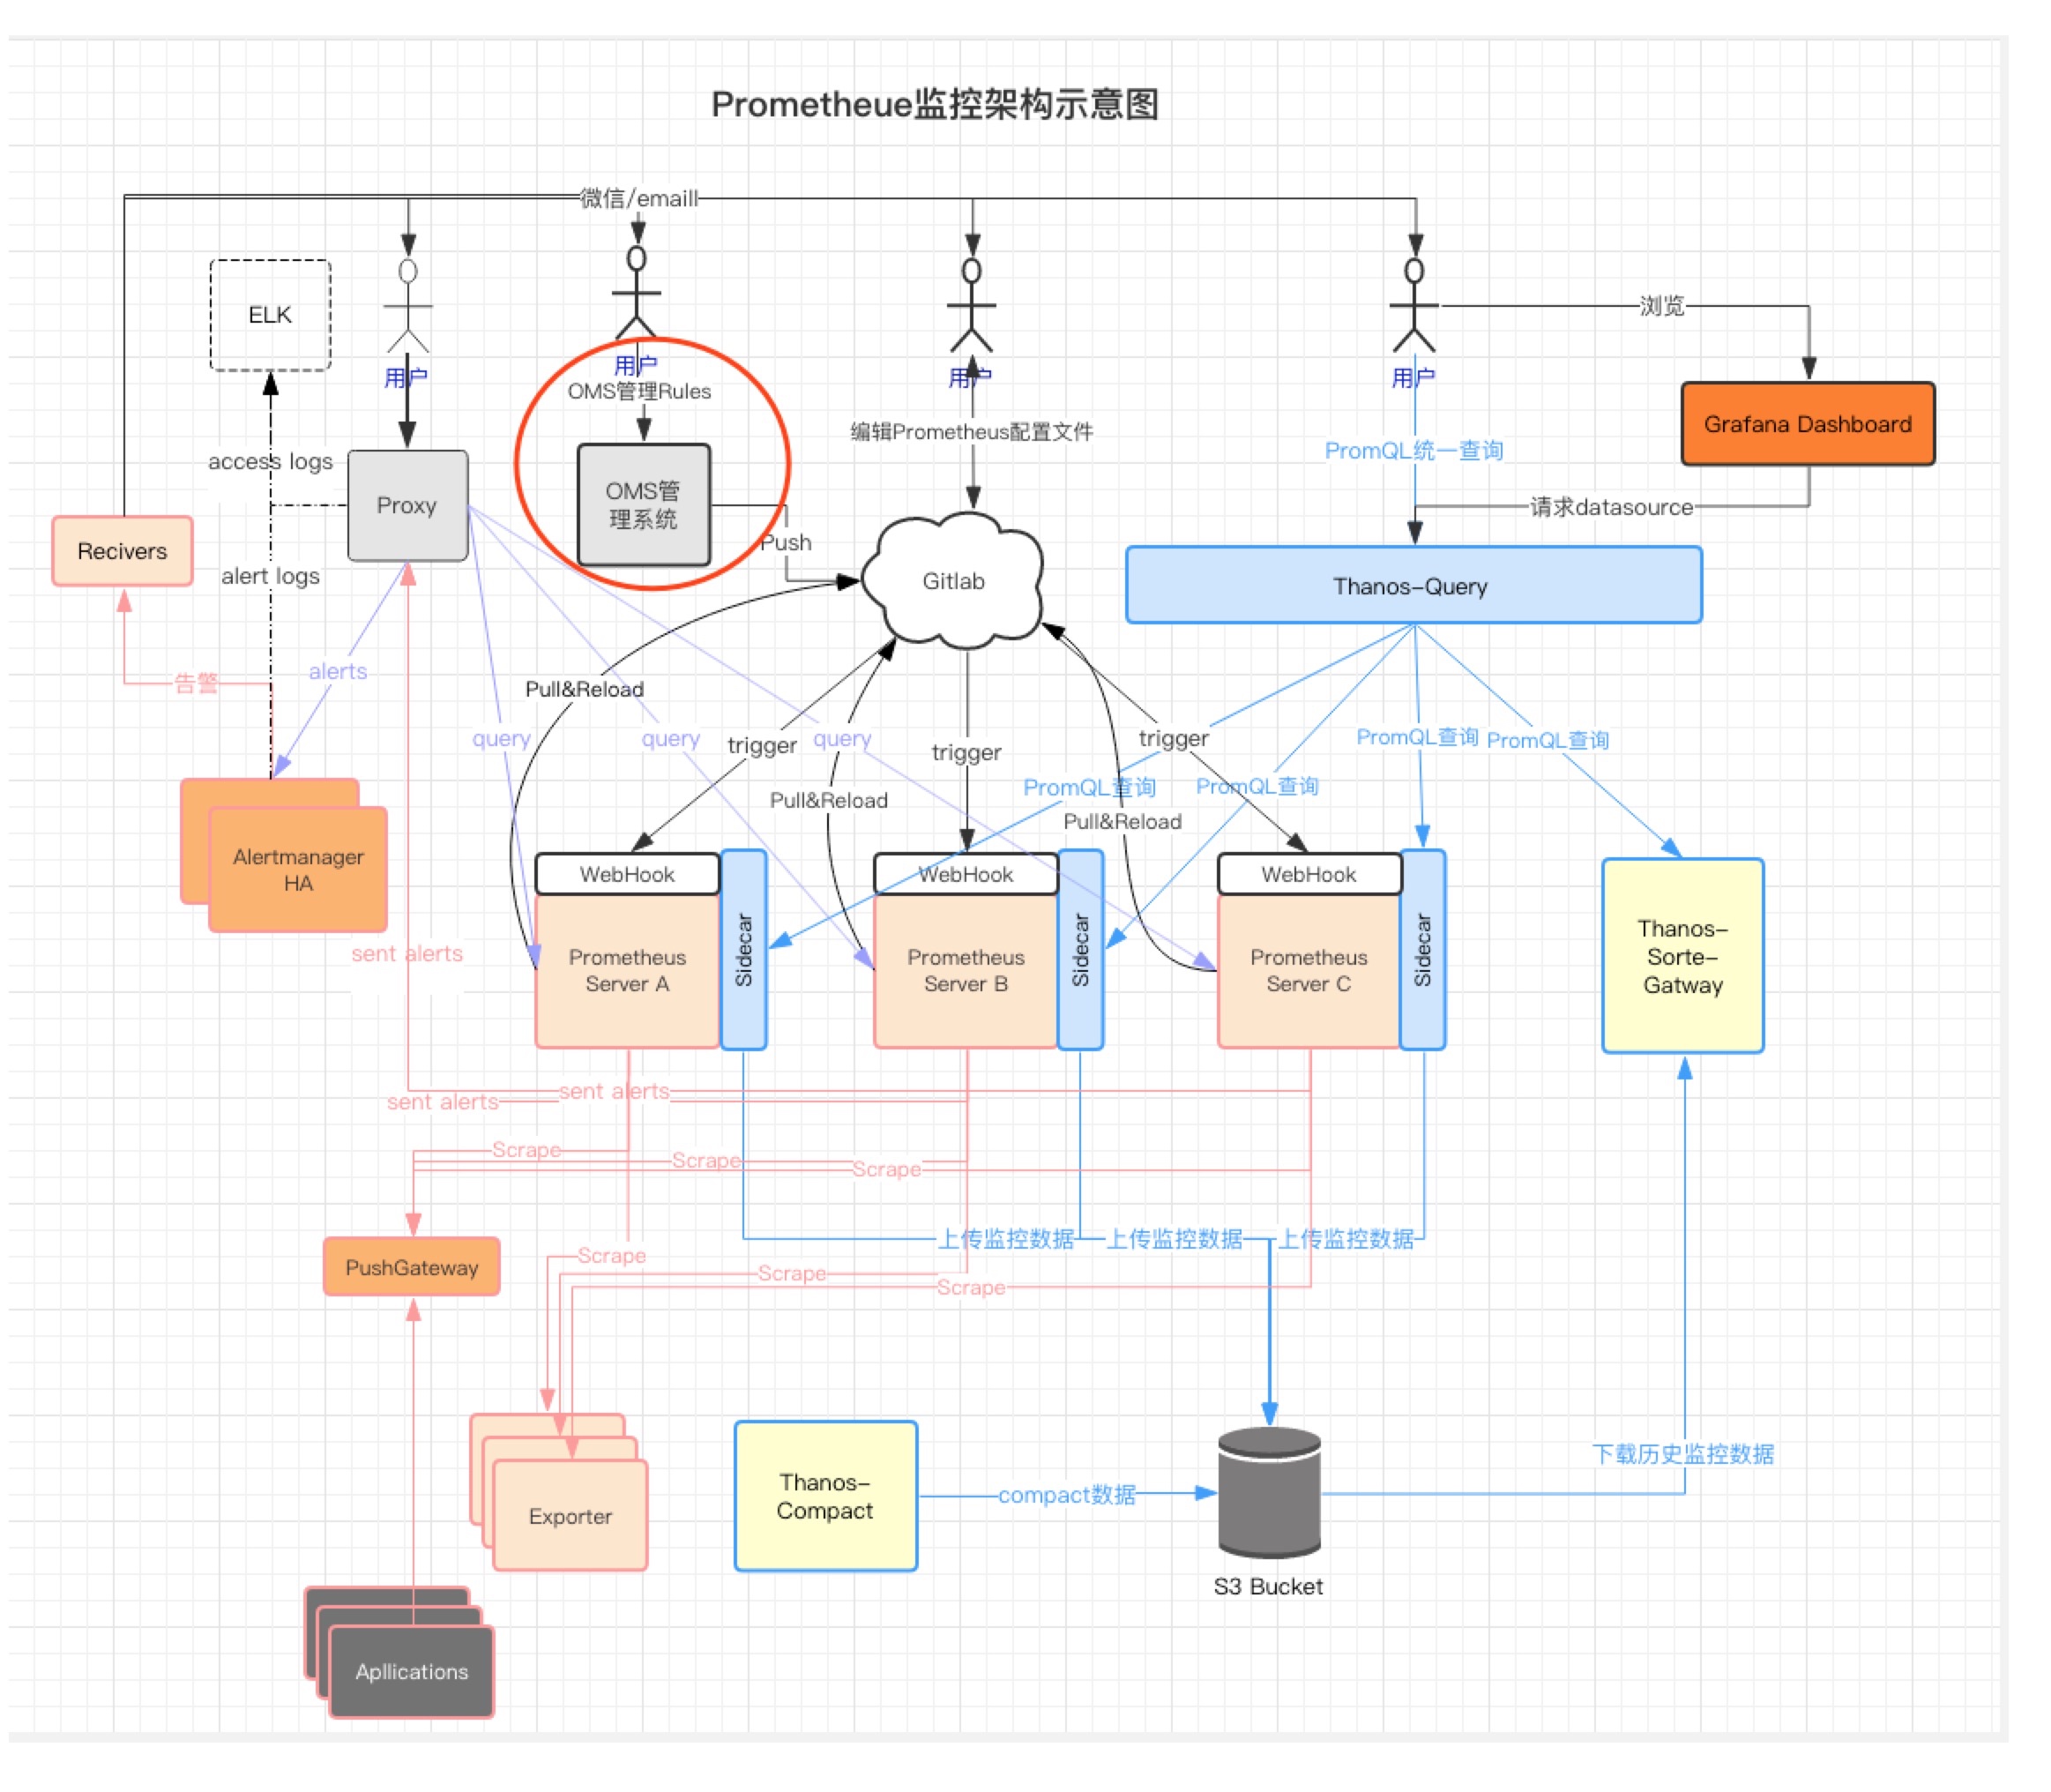 Prometheue监控架构示意图
微信/emaill
ELK
用户
用户
用户
用户
浏览
OMS管理Rules
Grafana Dashboard
编辑Prometheus配置文件
PromQL统一查询
access logs
Proxy
OMS管
理系统
请求datasource
Push
Recivers
alert logs
Gitlab
Thanos-Query
alerts
告警
Pull&Reload
query
query
query
trigger
trigger
trigger
PromQL查询
PromQL查询
PromQL查询
PromQL查询
Pull&Reload
Pull&Reload
Alertmanager
HA
WebHook
WebHook
WebHook
Sidecar
Sidecar
Sidecar
Prometheus
Server A
Prometheus
Server B
Prometheus
Server C
Thanos-
Sorte-
Gatway
sent alerts
sent alerts
sent alerts
Scrape
Scrape
Scrape
上传监控数据
上传监控数据
上传监控数据
PushGateway
Scrape
Scrape
Scrape
下载历史监控数据
Thanos-
Compact
compact数据
Exporter
S3 Bucket
Apllications